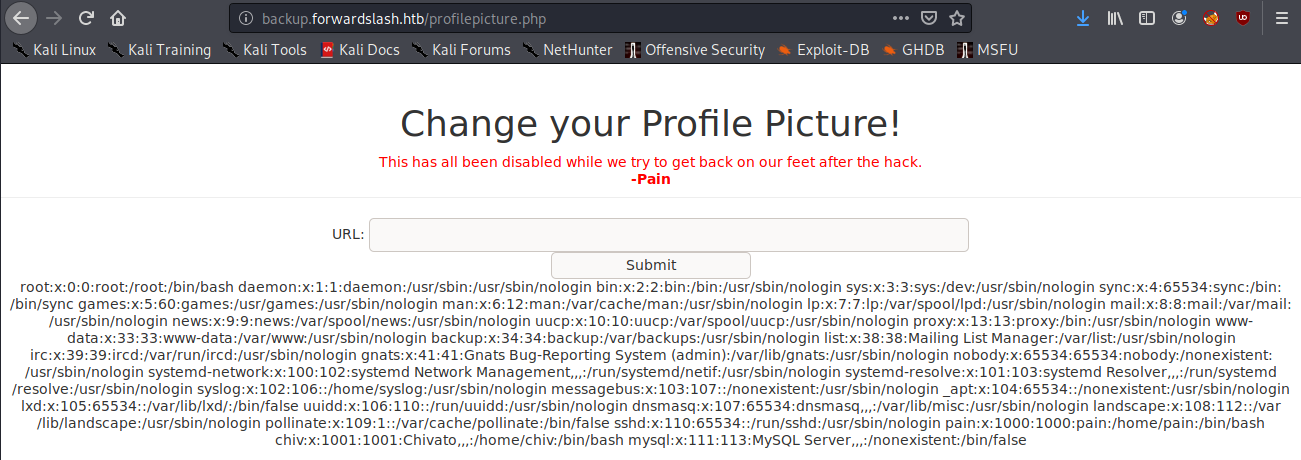 backup.forwardslash.htb/profilepicture.php
Kali Linux Kali Training Kali Tools Kali Docs Kali Forums NetHunter Offensive Security Exploit-DB GHDB MSFU
Change your Profile Picture!
This has all been disabled while we try to get back on our feet after the hack.
-Pain
URL:
Submit
root:x:0:0:root:/root:/bin/bash daemon:x:1:1:daemon:/usr/sbin:/usr/sbin/nologin bin:x:2:2:bin:/bin:/usr/sbin/nologin sys:x:3:3:sys:/dev:/usr/sbin/nologin sync:x:4:65534:sync:/bin:
/bin/sync games:x:5:60:games:/usr/games:/usr/sbin/nologin man:x:6:12:man:/var/cache/man:/usr/sbin/nologin lp:x:7:7:lp:/var/spool/lpd:/usr/sbin/nologin mail:x:8:8:mail:/var/mail:
/usr/sbin/nologin news:x:9:9:news:/var/spool/news:/usr/sbin/nologin uucp:x:10:10:uucp:/var/spool/uucp:/usr/sbin/nologin proxy:x:13:13:proxy:/bin:/usr/sbin/nologin www-
data:x:33:33:www-data:/var/www:/usr/sbin/nologin backup:x:34:34:backup:/var/backups:/usr/sbin/nologin list:x:38:38:Mailing List Manager:/var/list:/usr/sbin/nologin
irc:x:39:39:ircd:/var/run/ircd:/usr/sbin/nologin gnats:x:41:41:Gnats Bug-Reporting System (admin):/var/lib/gnats:/usr/sbin/nologin nobody:x:65534:65534:nobody:/nonexistent:
/usr/sbin/nologin systemd-network:x:100:102:systemd Network Management,,,:/run/systemd/netif:/usr/sbin/nologin systemd-resolve:x:101:103:systemd Resolver,,,:/run/systemd
/resolve:/usr/sbin/nologin syslog:x:102:106::/home/syslog:/usr/sbin/nologin messagebus:x:103:107::/nonexistent:/usr/sbin/nologin _apt:x:104:65534::/nonexistent:/usr/sbin/nologin
lxd:x:105:65534::/var/lib/lxd/:/bin/false uuidd:x:106:110::/run/uuidd:/usr/sbin/nologin dnsmasq:x:107:65534:dnsmasq,,,:/var/lib/misc:/usr/sbin/nologin landscape:x:108:112::/var
/lib/landscape:/usr/sbin/nologin pollinate:x:109:1::/var/cache/pollinate:/bin/false sshd:x:110:65534::/run/sshd:/usr/sbin/nologin pain:x:1000:1000:pain:/home/pain:/bin/bash
chiv:x:1001:1001:Chivato,,,:/home/chiv:/bin/bash mysql:x:111:113:MySQL Server,,,:/nonexistent:/bin/false